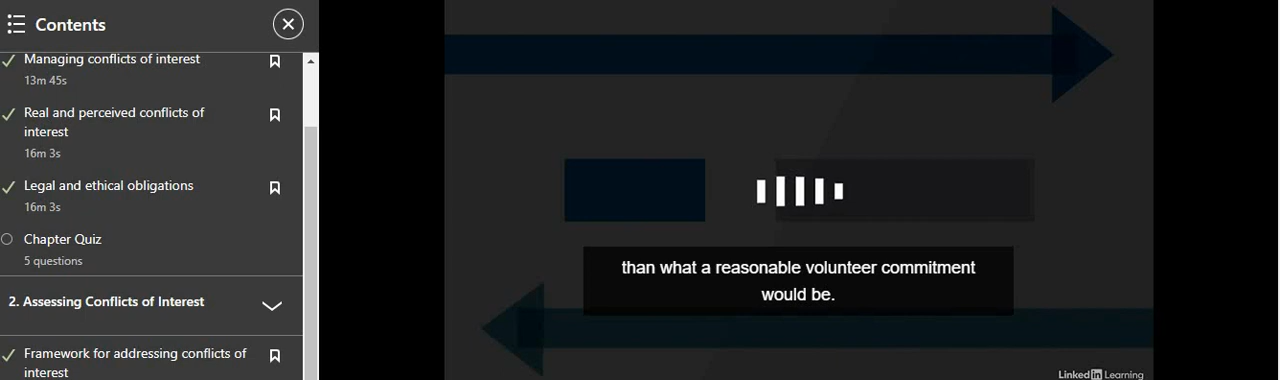 Contents
Managing conflicts of interest
13m 45s
Real and perceived conflicts of
interest
16m 3s
Legal and ethical obligations
16m 3s
Chapter Quiz
5 questions
2. Assessing Conflicts of Interest
Framework for addressing conflicts of
interest
than what a reasonable volunteer commitment
would be.
LinkedIn Learning